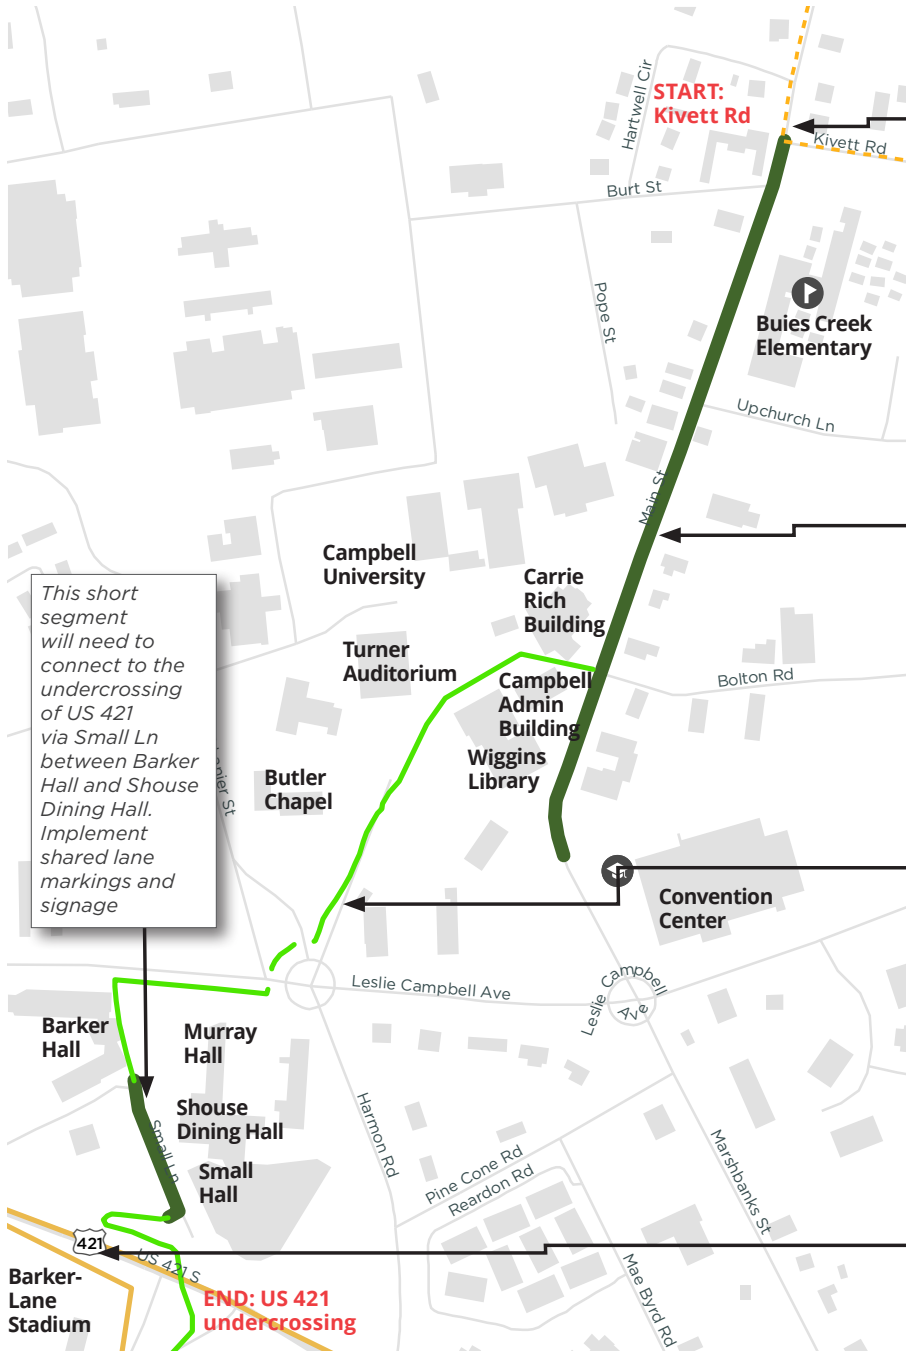 Hartwell Cir
START:
Kivett Rd
Kivett Rd
Burt St
Pope St
Buies Creek
Elementary
Upchurch Ln
Main St
Campbell
University
Carrie
Rich
Building
This short
segment
will need to
connect to the
undercrossing
of US 421
via Small Ln
between Barker
Hall and Shouse
Dining Hall.
Implement
shared lane
markings and
signage
Turner
Auditorium
Campbell
Admin
Building
Bolton Rd
Wiggins
Library
Lanier St
Butler
Chapel
Convention
Center
Leslie Campbell Ave
Leslie Campbell
Ave
Barker
Hall
Murray
Hall
Shouse
Dining Hall
Small Ln
Small
Hall
Harmon Rd
Pine Cone Rd
Reardon Rd
Marshbanks St
421
US 421 S
Mae Byrd Rd
Barker-
Lane
Stadium
END: US 421
undercrossing